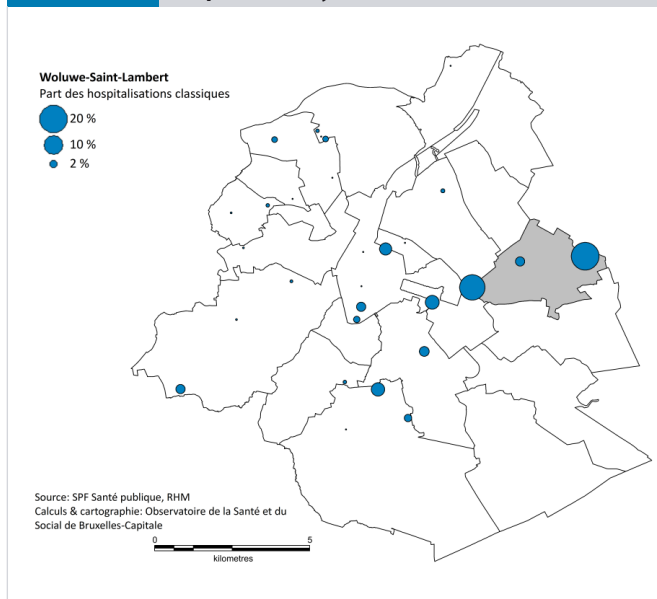 Woluwe-Saint-Lambert
Part des hospitalisations classiques
20 %
10 %
2 %
Source: SPF Santé publique, RHM
Calculs & cartographie: Observatoire de la Santé et du
Social de Bruxelles-Capitale
0 5
kilometres